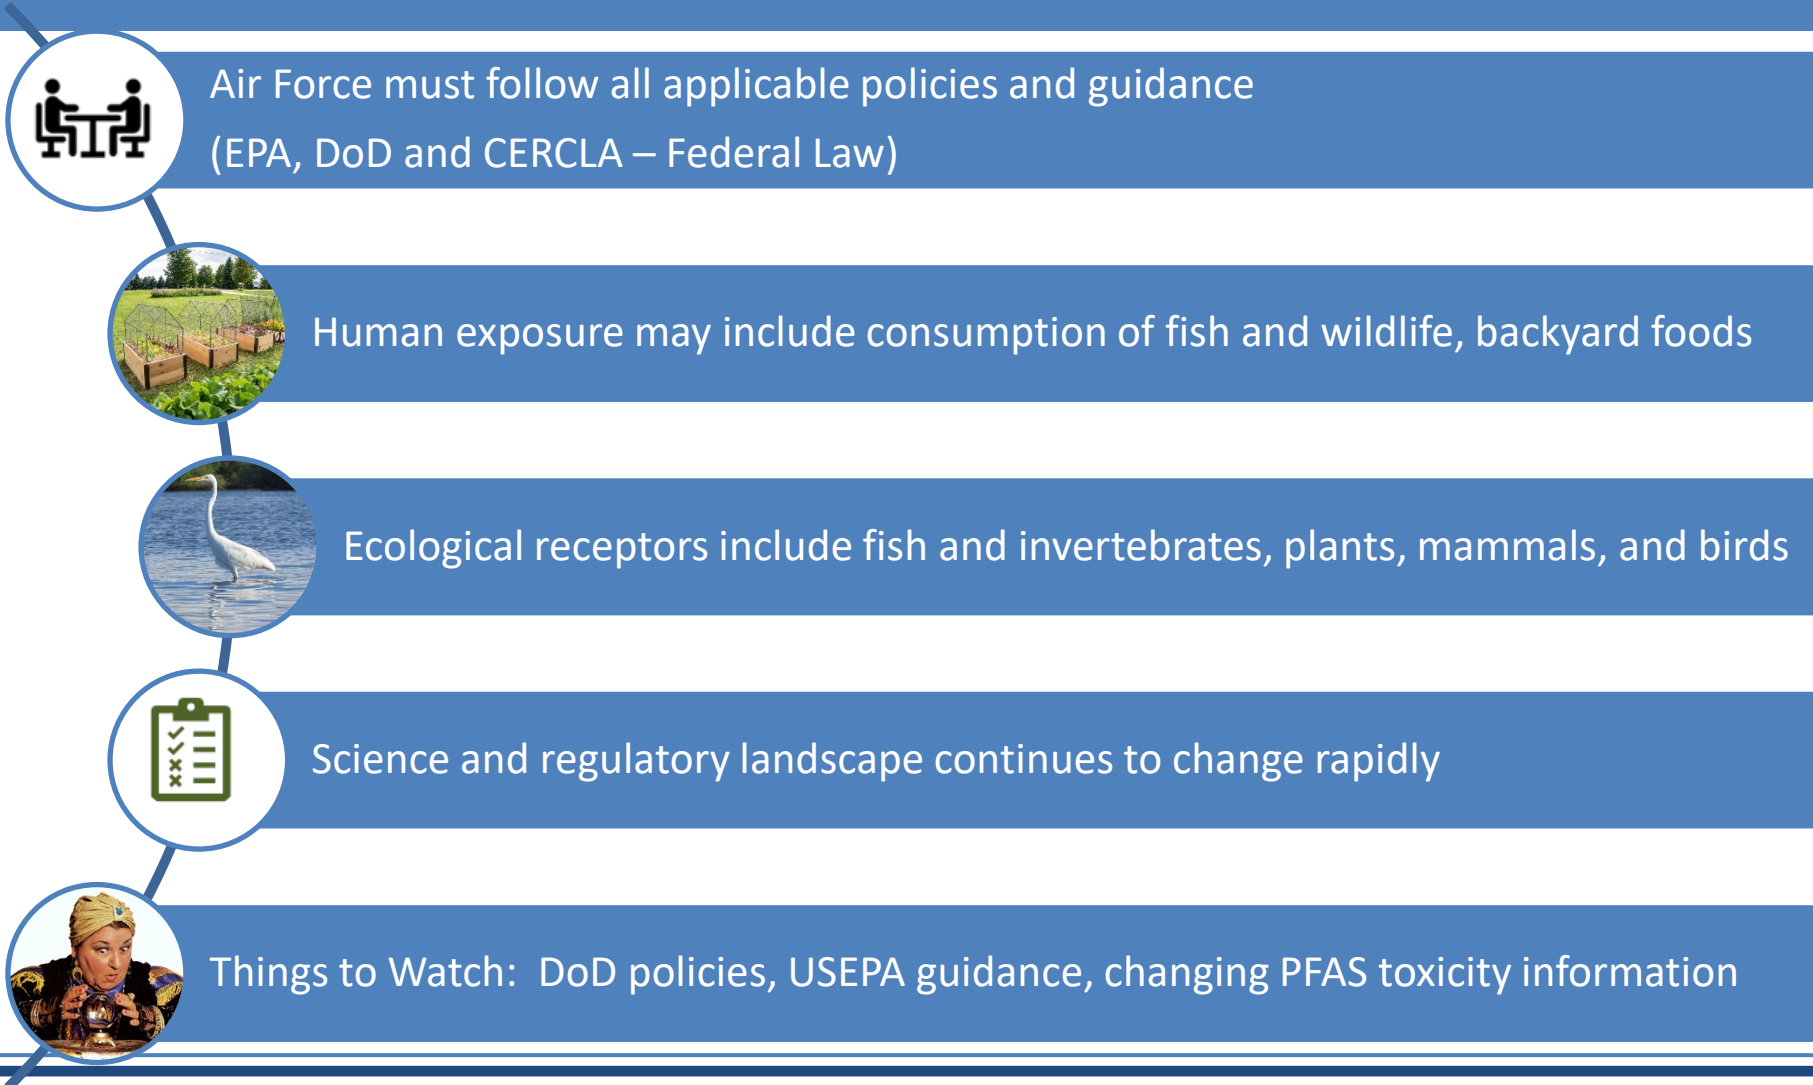 Air Force must follow all applicable policies and guidance
(EPA, DoD and CERCLA – Federal Law)
Human exposure may include consumption of fish and wildlife, backyard foods
Ecological receptors include fish and invertebrates, plants, mammals, and birds
Science and regulatory landscape continues to change rapidly
Things to Watch:  DoD policies, USEPA guidance, changing PFAS toxicity information